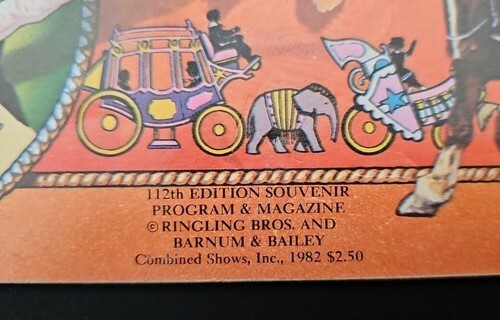 112th EDITION SOUVENIR
PROGRAM & MAGAZINE
© RINGLING BROS. AND
BARNUM & BAILEY
Combined Shows, Inc., 1982 $2.50